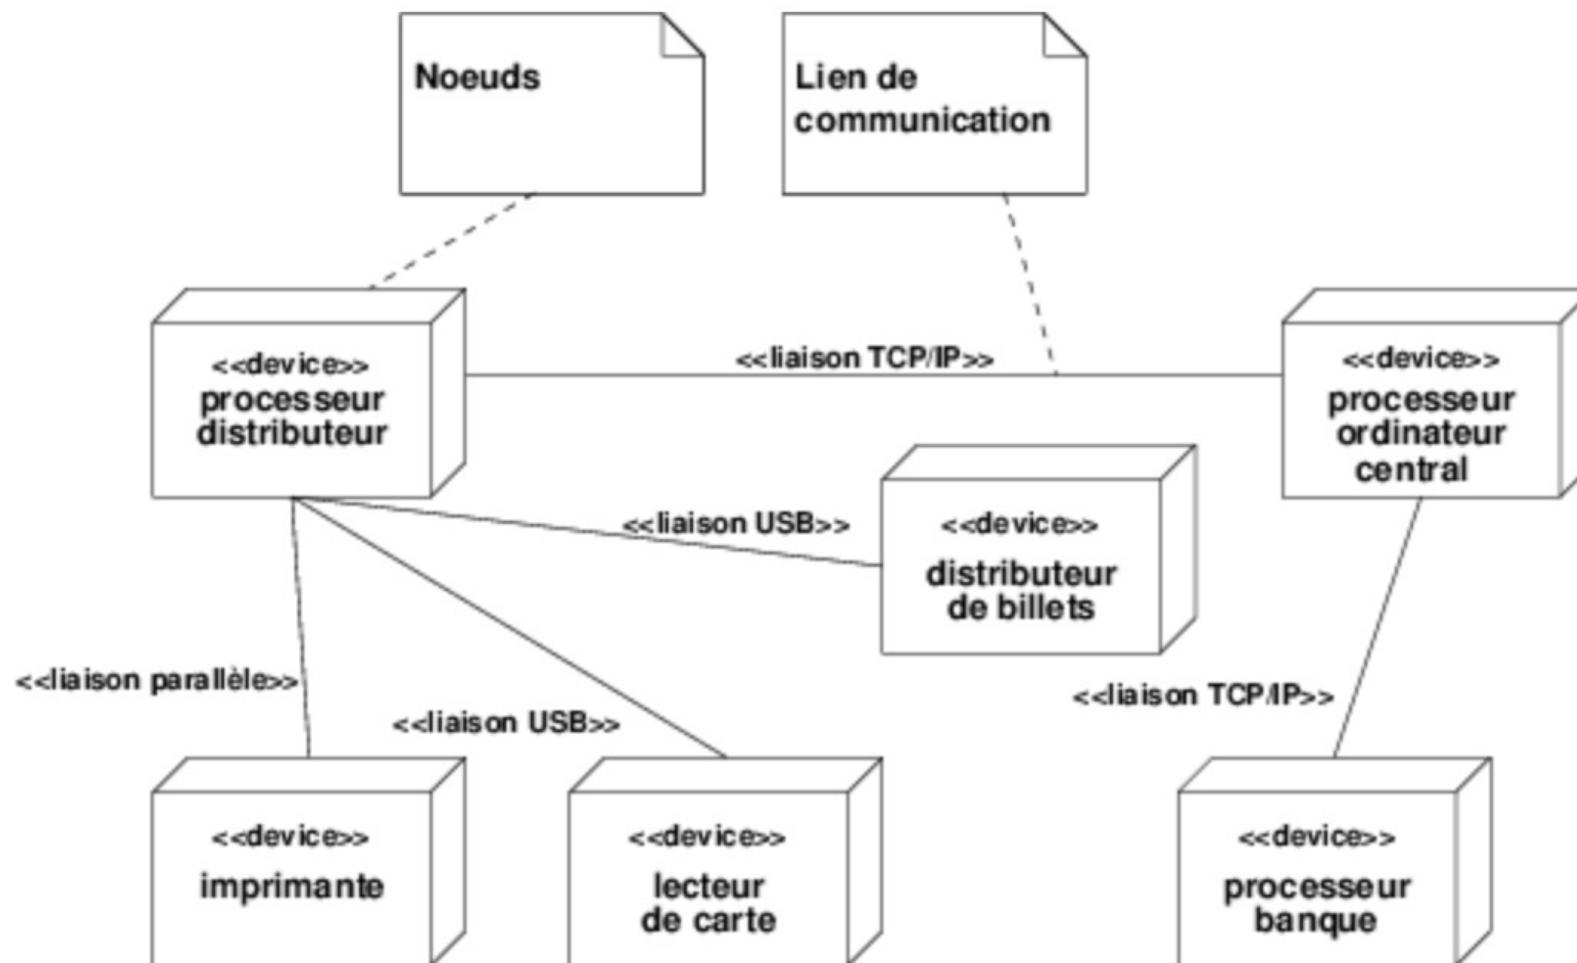 Noeuds
Lien de
communication
<<device>>
processeur
distributeur
<<liaison TCP/IP>>
<<device>>
processeur
ordinateur
central
<<liaison USB>>
<<device>>
distributeur
de billets
<<liaison parallèle>>
<<liaison USB>>
<<liaison TCP/IP>>
<<device>>
imprimante
<<device>>
lecteur
de carte
<<device>>
processeur
banque